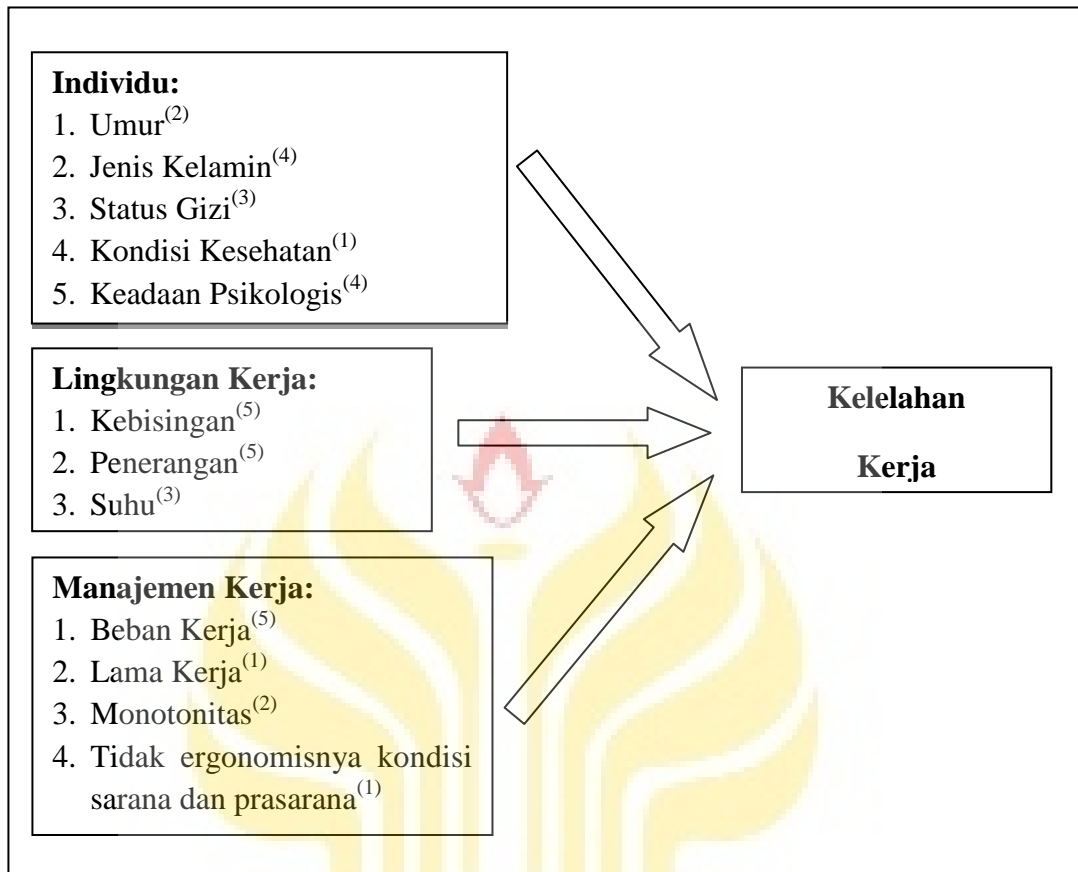 Individu:
1. Umur(2)
2. Jenis Kelamin(4)
3. Status Gizi(3)
4. Kondisi Kesehatan(1)
5. Keadaan Psikologis(4)
Lingkungan Kerja:
1. Kebisingan(5)
2. Penerangan(5)
3. Suhu(3)
Manajemen Kerja:
1. Beban Kerja(5)
2. Lama Kerja(1)
3. Monotonitas(2)
4. Tidak ergonomisnya kondisi
sarana dan prasarana(1)
Kelelahan
Kerja